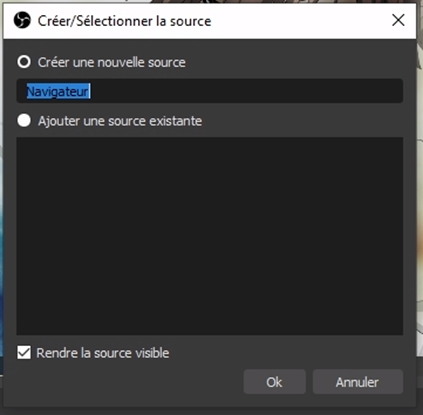 Créer/Sélectionner la source
Créer une nouvelle source
Navigateur
Ajouter une source existante
Rendre la source visible
Ok
Annuler